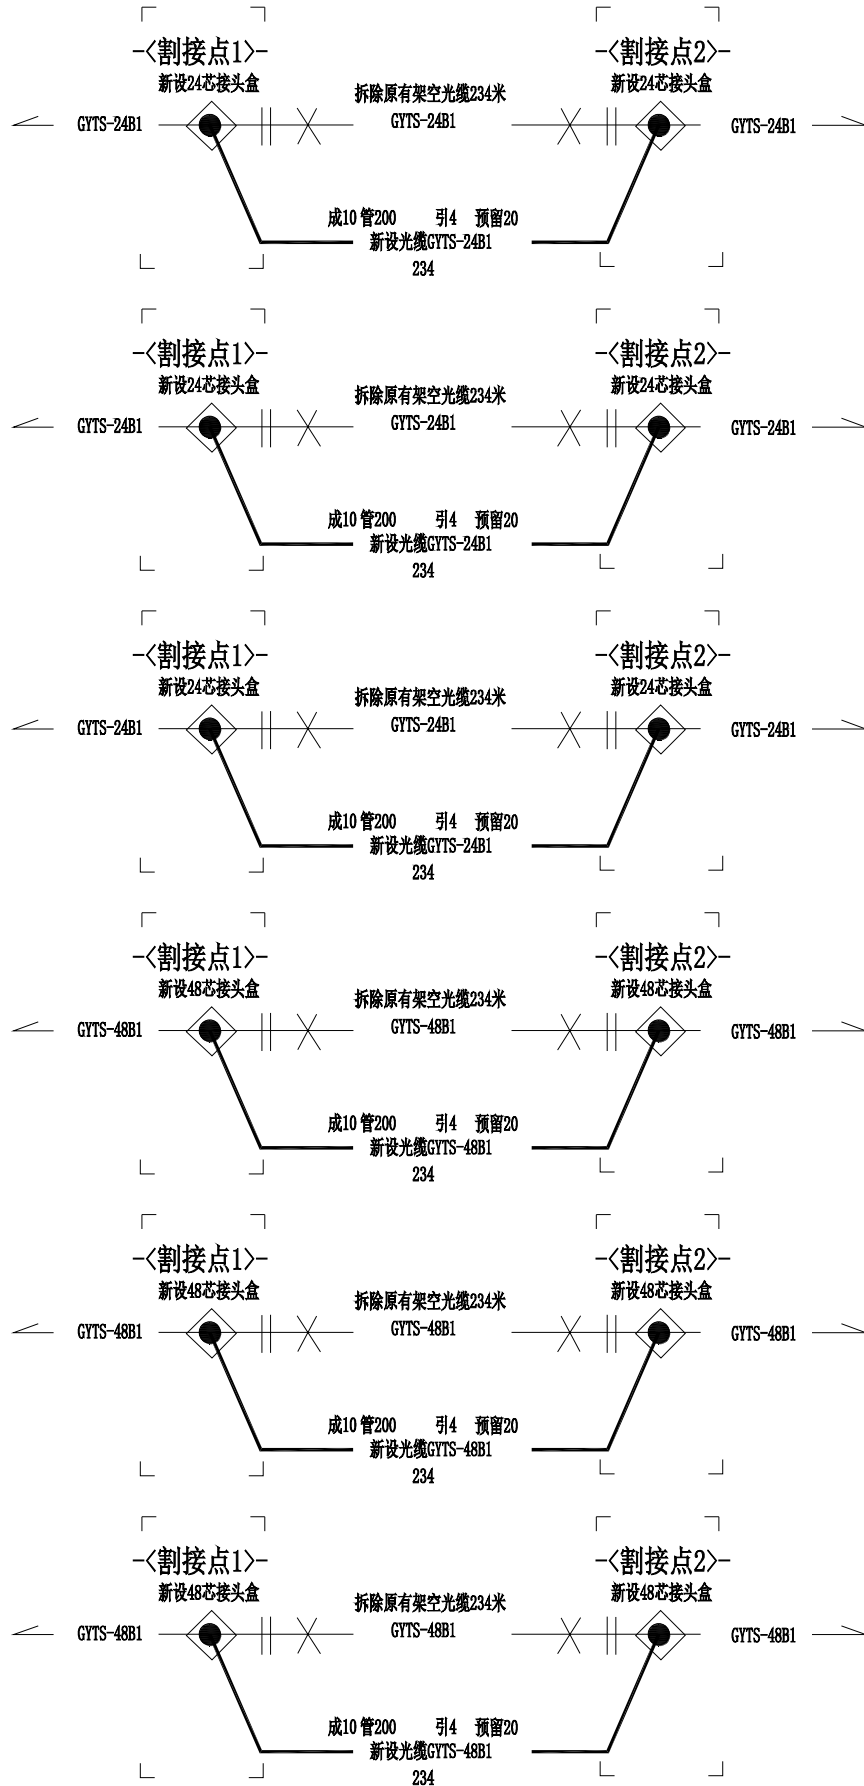 -<割接点1>- -<割接点2>-
新设24芯接头盒 新设24芯接头盒
拆除原有架空光缆234米
GYTS-24B1 GYTS-24B1 GYTS-24B1
成10 管200 引4 预留20
新设光缆GYTS-24B1
234
-<割接点1>- -<割接点2>-
新设24芯接头盒 新设24芯接头盒
拆除原有架空光缆234米
GYTS-24B1 GYTS-24B1 GYTS-24B1
成10 管200 引4 预留20
新设光缆GYTS-24B1
234
-<割接点1>- -<割接点2>-
新设24芯接头盒 新设24芯接头盒
拆除原有架空光缆234米
GYTS-24B1 GYTS-24B1 GYTS-24B1
成10 管200 引4 预留20
新设光缆GYTS-24B1
234
-<割接点1>- -<割接点2>-
新设48芯接头盒 新设48芯接头盒
拆除原有架空光缆234米
GYTS-48B1 GYTS-48B1 GYTS-48B1
成10 管200 引4 预留20
新设光缆GYTS-48B1
234
-<割接点1>- -<割接点2>-
新设48芯接头盒 新设48芯接头盒
拆除原有架空光缆234米
GYTS-48B1 GYTS-48B1 GYTS-48B1
成10 管200 引4 预留20
新设光缆GYTS-48B1
234
-<割接点1>- -<割接点2>-
新设48芯接头盒 新设48芯接头盒
拆除原有架空光缆234米
GYTS-48B1 GYTS-48B1 GYTS-48B1
成10 管200 引4 预留20
新设光缆GYTS-48B1
234